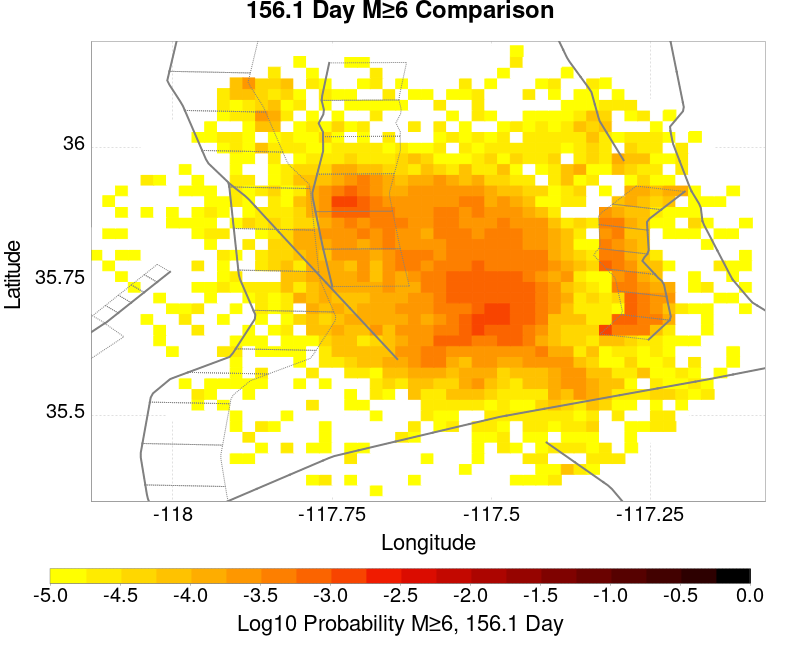 156.1 Day M≥6 Comparison
Latitude
36
35.75
35.5
-118 -117.75 -117.5 -117.25
Longitude
-5.0 -4.5 -4.0 -3.5 -3.0 -2.5 -2.0 -1.5 -1.0 -0.5 0.0
Log10 Probability M≥6, 156.1 Day